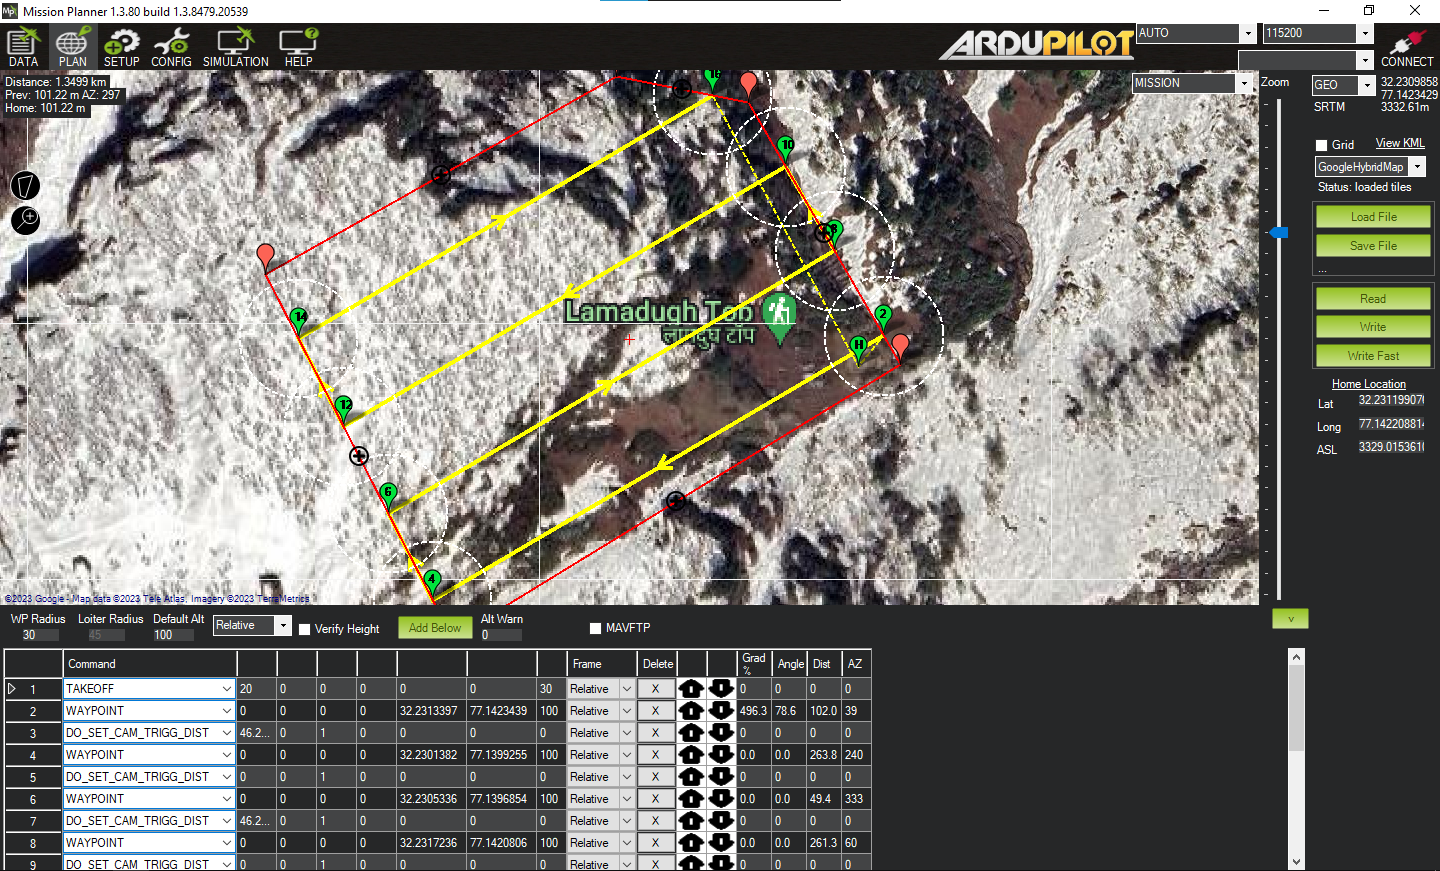 Mission Planner 1.3.80 build 1.3.8479.20539
DATA PLAN SETUP CONFIG SIMULATION HELP
ARDUPILOT
AUTO 115200
CONNECT
Distance: 1.3499 km
Prev: 101.22 m AZ: 297
Home: 101.22 m
MISSION
Zoom
GEO 32.2309858
77.1423429
SRTM 3332.61m
Grid View KML
GoogleHybridMap
Status: loaded tiles
Load File
Save File
...
Read
Write
Write Fast
Home Location
Lat 32.23119907
Long 77.14220881
ASL 3329.015361
10
8
2
H
14
12
6
4
Lamadugh Top
लामादुघ टॉप
©2023 Google - Map data ©2023 Tele Atlas, Imagery ©2023 TerraMetrics
WP Radius Loiter Radius Default Alt
30 45 100
Relative
Verify Height
Add Below
Alt Warn
0
MAVFTP
v
Command Frame Delete Grad % Angle Dist AZ
1 TAKEOFF 20 0 0 0 0 0 30 Relative X 0 0 0 0
2 WAYPOINT 0 0 0 0 32.2313397 77.1423439 100 Relative X 496.3 78.6 102.0 39
3 DO_SET_CAM_TRIGG_DIST 46.2... 0 1 0 0 0 0 Relative X 0 0 0 0
4 WAYPOINT 0 0 0 0 32.2301382 77.1399255 100 Relative X 0.0 0.0 263.8 240
5 DO_SET_CAM_TRIGG_DIST 0 0 1 0 0 0 0 Relative X 0 0 0 0
6 WAYPOINT 0 0 0 0 32.2305336 77.1396854 100 Relative X 0.0 0.0 49.4 333
7 DO_SET_CAM_TRIGG_DIST 46.2... 0 1 0 0 0 0 Relative X 0 0 0 0
8 WAYPOINT 0 0 0 0 32.2317236 77.1420806 100 Relative X 0.0 0.0 261.3 60
9 DO_SET_CAM_TRIGG_DIST 0 0 1 0 0 0 0 Relative X 0 0 0 0